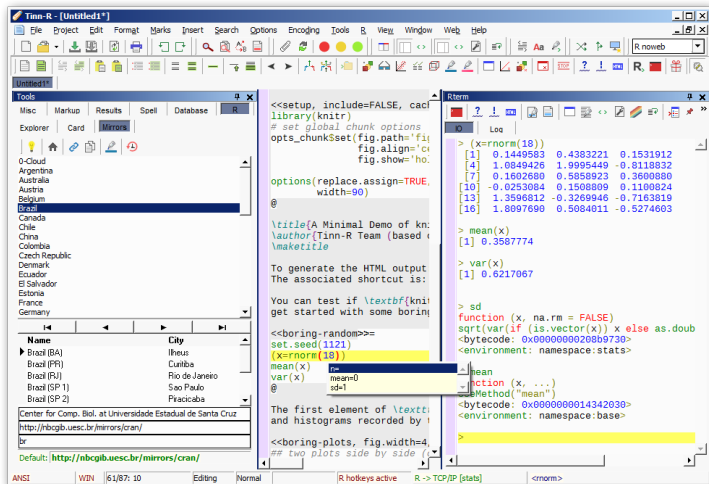 Tinn-R - [Untitled1*]
File Project Edit Format Marks Insert Search Options Encoding Tools R View Window Web Help
R noweb
Untitled1*
Tools
Misc Markup Results Spell Database R
Explorer Card Mirrors
0-Cloud
Argentina
Australia
Austria
Belgium
Brazil
Canada
Chile
China
Colombia
Czech Republic
Denmark
Ecuador
El Salvador
Estonia
France
Germany
Name City
Brazil (BA) Ilheus
Brazil (PR) Curitiba
Brazil (RJ) Rio de Janeiro
Brazil (SP 1) Sao Paulo
Brazil (SP 2) Piracicaba
Center for Comp. Biol. at Universidade Estadual de Santa Cruz
http://nbcgib.uesc.br/mirrors/cran/
br
Default: http://nbcgib.uesc.br/mirrors/cran/
<<setup, include=FALSE, cach
library(knitr)
# set global chunk options
opts_chunk$set(fig.path='fig
fig.align='ce
fig.show='hol
options(replace.assign=TRUE,
width=90)
@
\title{A Minimal Demo of kni
\author{Tinn-R Team (based o
\maketitle
To generate the HTML output
The associated shortcut is:
You can test if \textbf{knit
get started with some boring
<<boring-random>>=
set.seed(1121)
(x=rnorm(18))
mean(x)
var(x)
@
n=
mean=0
sd=1
The first element of \textt
and histograms recorded by t
<<boring-plots, fig.width=4,
## two plots side by side (o
Rterm
IO Log
> (x=rnorm(18))
[1] 0.1449583 0.4383221 0.1531912
[4] 1.0849426 1.9995449 -0.8118832
[7] 0.1602680 0.5858923 0.3600880
[10] -0.0253084 0.1508809 0.1100824
[13] 1.3596812 -0.3269946 -0.7163819
[16] 1.8097690 0.5084011 -0.5274603
> mean(x)
[1] 0.3587774
> var(x)
[1] 0.6217067
> sd
function (x, na.rm = FALSE)
sqrt(var(if (is.vector(x)) x else as.doub
<bytecode: 0x00000000208b9730>
<environment: namespace:stats>
mean
nction (x, ...)
eMethod("mean")
<bytecode: 0x0000000014342030>
<environment: namespace:base>
>
ANSI WIN 61/87: 10 Editing Normal R hotkeys active R -> TCP/IP [stats] <rnorm>